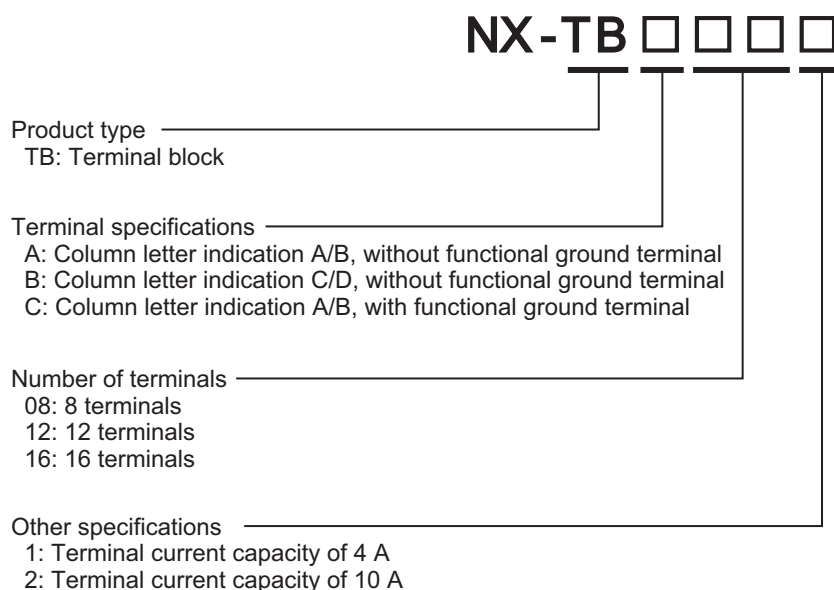 NX-TB□□□□
Product type
TB: Terminal block
Terminal specifications
A: Column letter indication A/B, without functional ground terminal
B: Column letter indication C/D, without functional ground terminal
C: Column letter indication A/B, with functional ground terminal
Number of terminals
08: 8 terminals
12: 12 terminals
16: 16 terminals
Other specifications
1: Terminal current capacity of 4 A
2: Terminal current capacity of 10 A